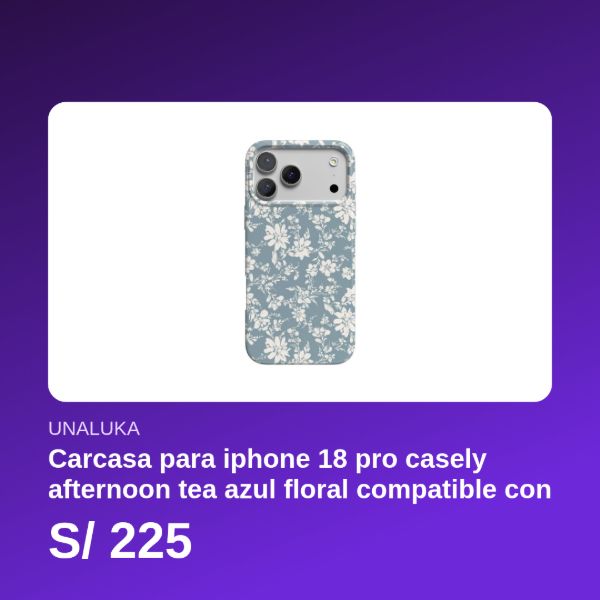 UNALUKA
Carcasa para iphone 18 pro casely
afternoon tea azul floral compatible con
S/ 225